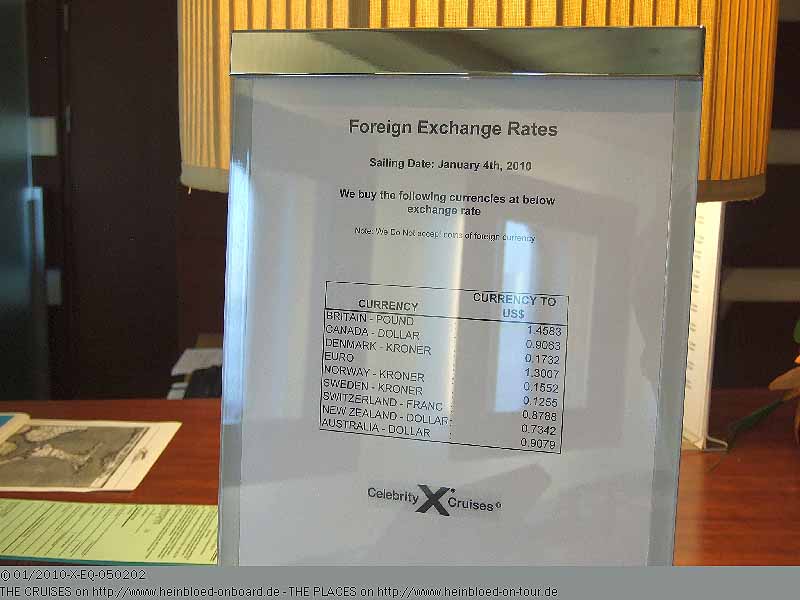 Foreign Exchange Rates
Sailing Date: January 4th, 2010
We buy the following currencies at below
exchange rate
Note: We Do Not accept coins of foreign currency
CURRENCY CURRENCY TO US$
BRITAIN - POUND 1.4583
CANADA - DOLLAR 0.9063
DENMARK - KRONER 0.1732
EURO 1.3007
NORWAY - KRONER 0.1552
SWEDEN - KRONER 0.1255
SWITZERLAND - FRANC 0.8788
NEW ZEALAND - DOLLAR 0.7342
AUSTRALIA - DOLLAR 0.9079
Celebrity X Cruises®
©01/2010-X-EQ-050202
THE CRUISES on http://www.heinbloed-onboard.de - THE PLACES on http://www.heinbloed-on-tour.de